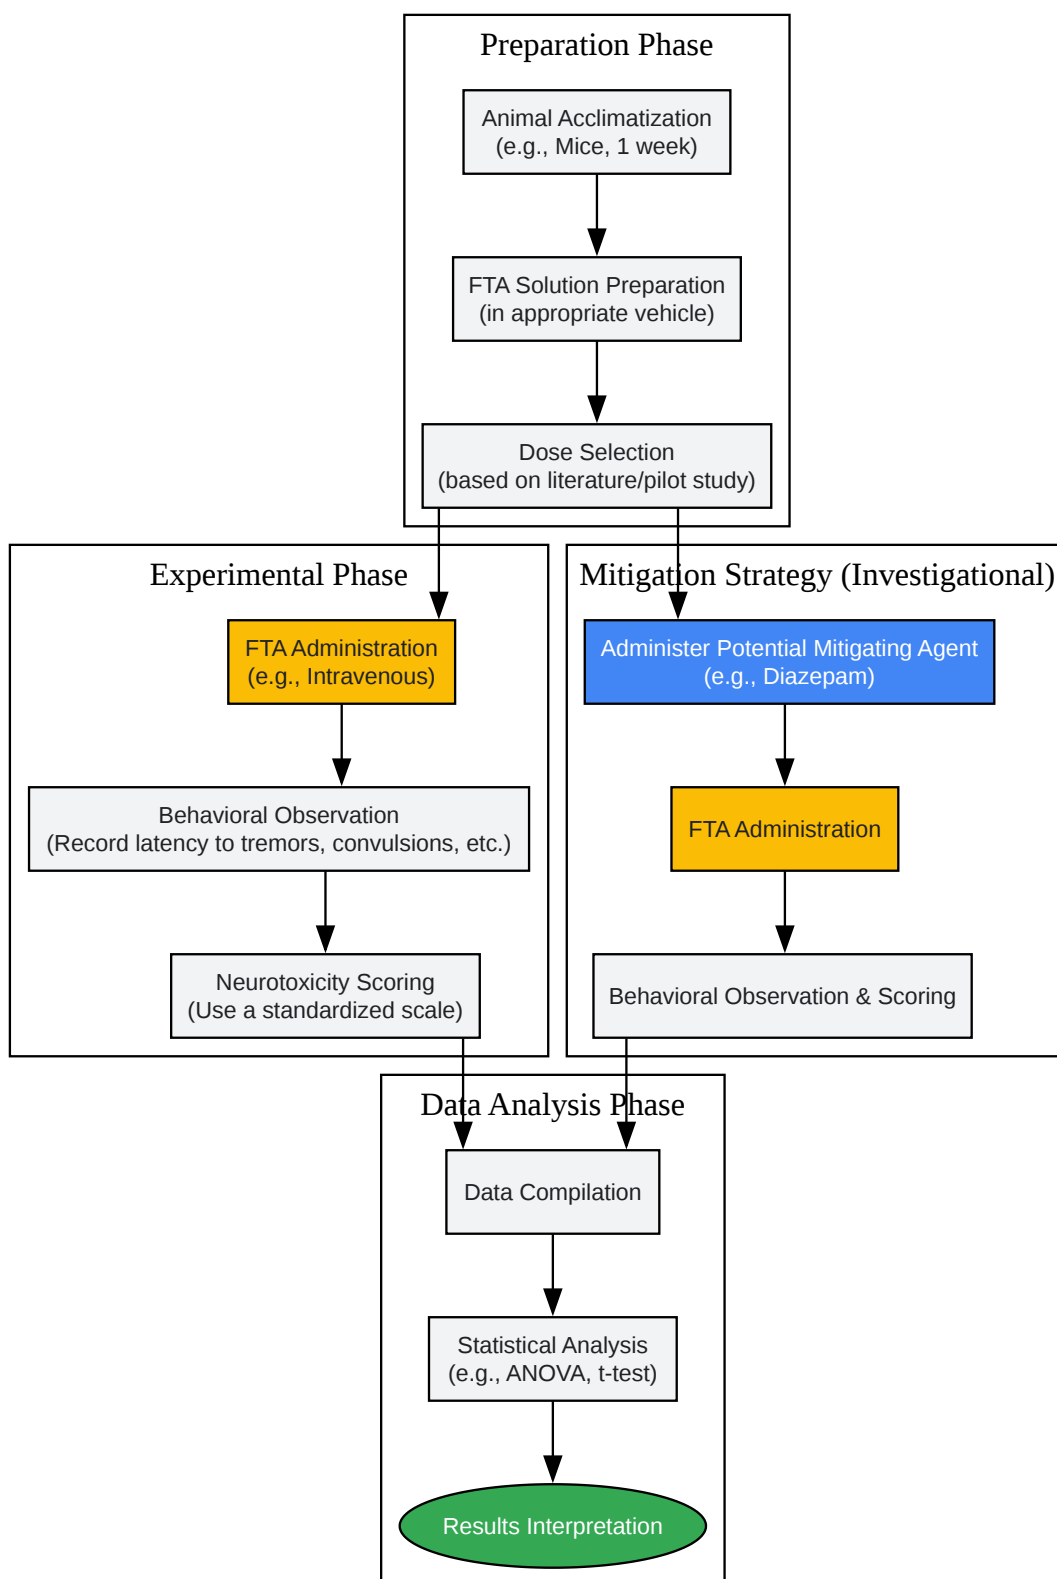 Preparation Phase
Animal Acclimatization
(e.g., Mice, 1 week)
FTA Solution Preparation
(in appropriate vehicle)
Dose Selection
(based on literature/pilot study)
Experimental Phase
FTA Administration
(e.g., Intravenous)
Behavioral Observation
(Record latency to tremors, convulsions, etc.)
Neurotoxicity Scoring
(Use a standardized scale)
Mitigation Strategy (Investigational)
Administer Potential Mitigating Agent
(e.g., Diazepam)
FTA Administration
Behavioral Observation & Scoring
Data Analysis Phase
Data Compilation
Statistical Analysis
(e.g., ANOVA, t-test)
Results Interpretation